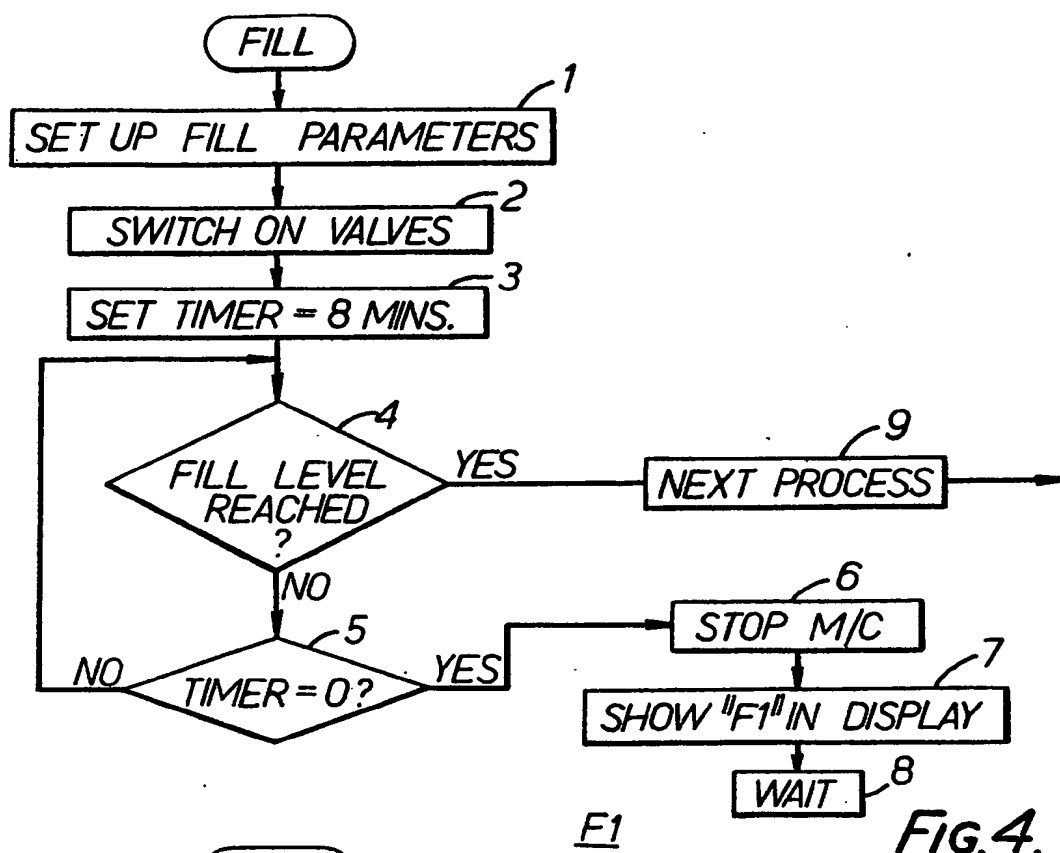 FILL
1
SET UP FILL PARAMETERS
2
SWITCH ON VALVES
3
SET TIMER = 8 MINS.
4
FILL LEVEL
REACHED
?
YES
9
NEXT PROCESS
NO
5
TIMER = 0?
NO
YES
6
STOP M/C
7
SHOW "F1" IN DISPLAY
8
WAIT
F1
FIG.4.